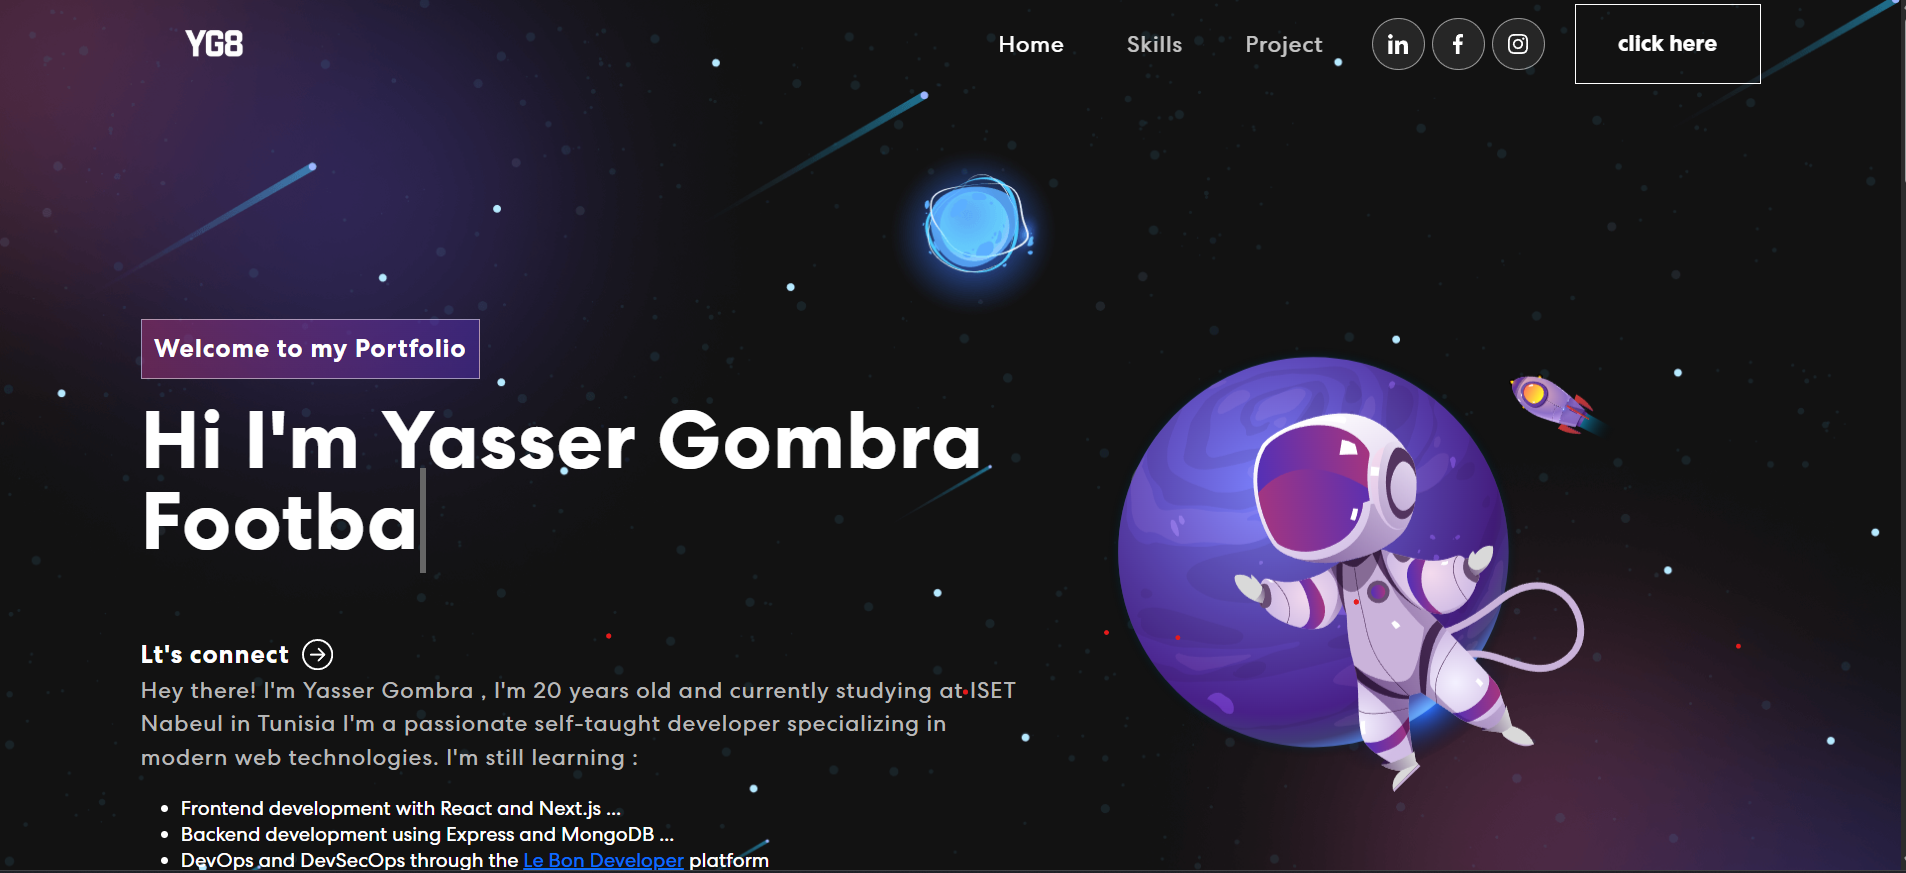 YG8
Home
Skills
Project
click here
Welcome to my Portfolio
Hi I'm Yasser Gombra
Footba
Lt's connect
Hey there! I'm Yasser Gombra , I'm 20 years old and currently studying at ISET
Nabeul in Tunisia I'm a passionate self-taught developer specializing in
modern web technologies. I'm still learning :
• Frontend development with React and Next.js ...
• Backend development using Express and MongoDB ...
• DevOps and DevSecOps through the Le Bon Developer platform